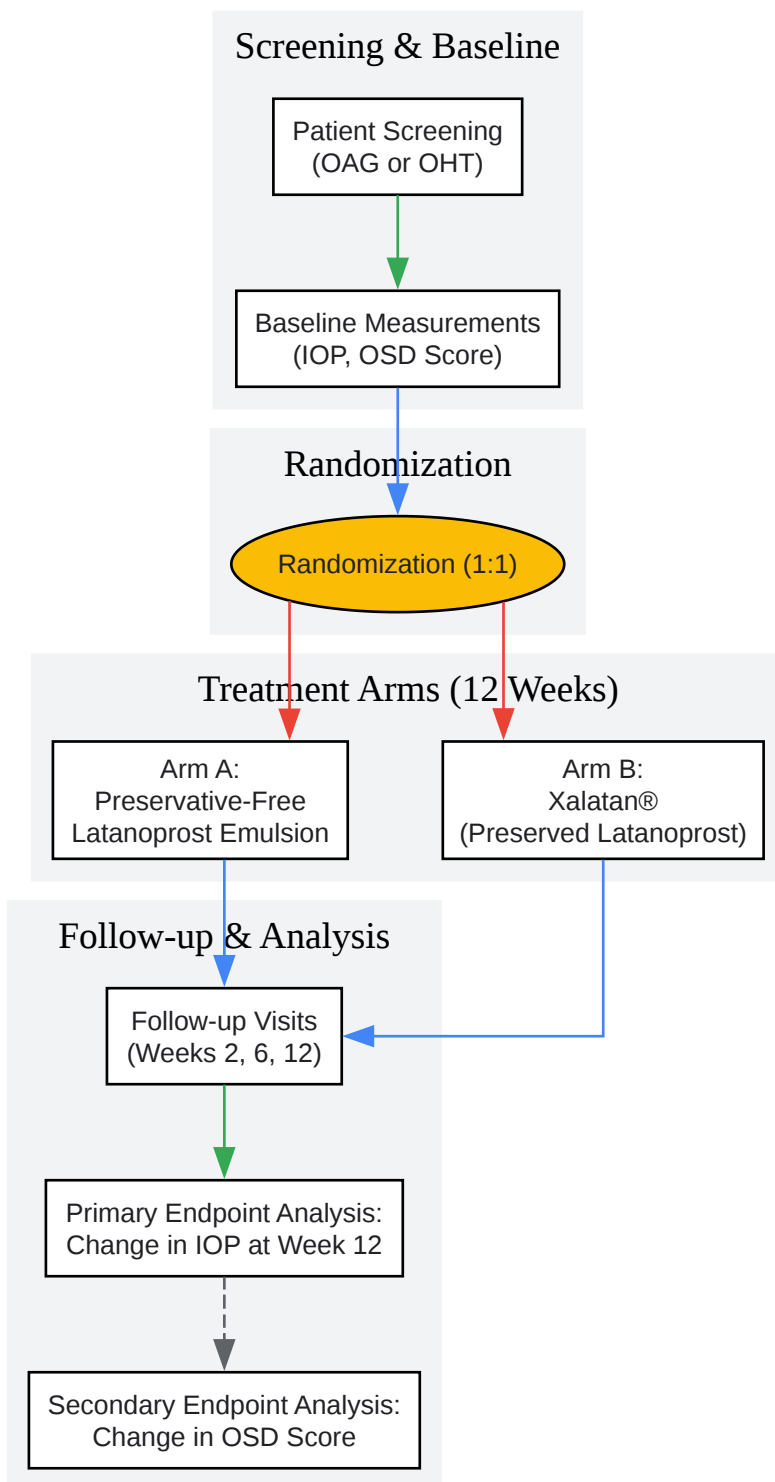 Screening & Baseline
Patient Screening
(OAG or OHT)
Baseline Measurements
(IOP, OSD Score)
Randomization
Randomization (1:1)
Treatment Arms (12 Weeks)
Arm A:
Preservative-Free
Latanoprost Emulsion
Arm B:
Xalatan®
(Preserved Latanoprost)
Follow-up & Analysis
Follow-up Visits
(Weeks 2, 6, 12)
Primary Endpoint Analysis:
Change in IOP at Week 12
Secondary Endpoint Analysis:
Change in OSD Score